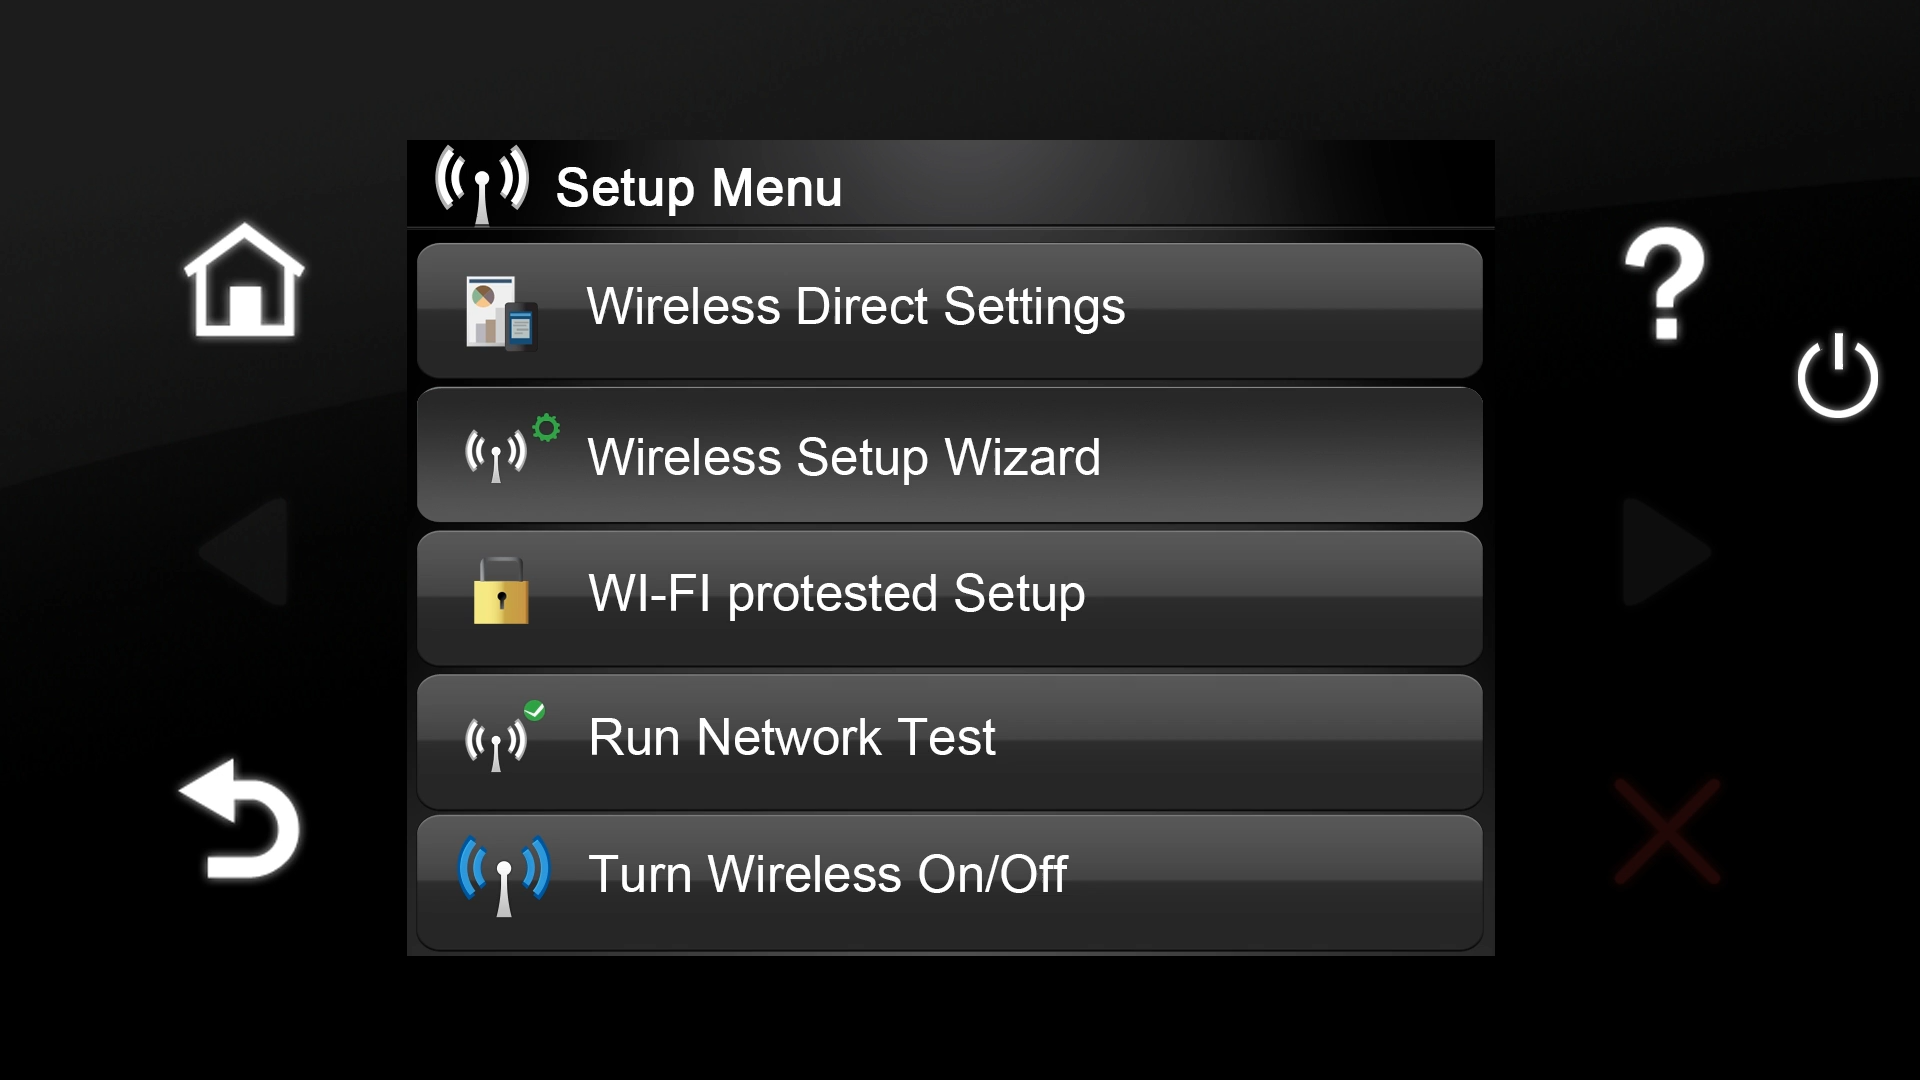 Setup Menu
Wireless Direct Settings
Wireless Setup Wizard
WI-FI protested Setup
Run Network Test
Turn Wireless On/Off